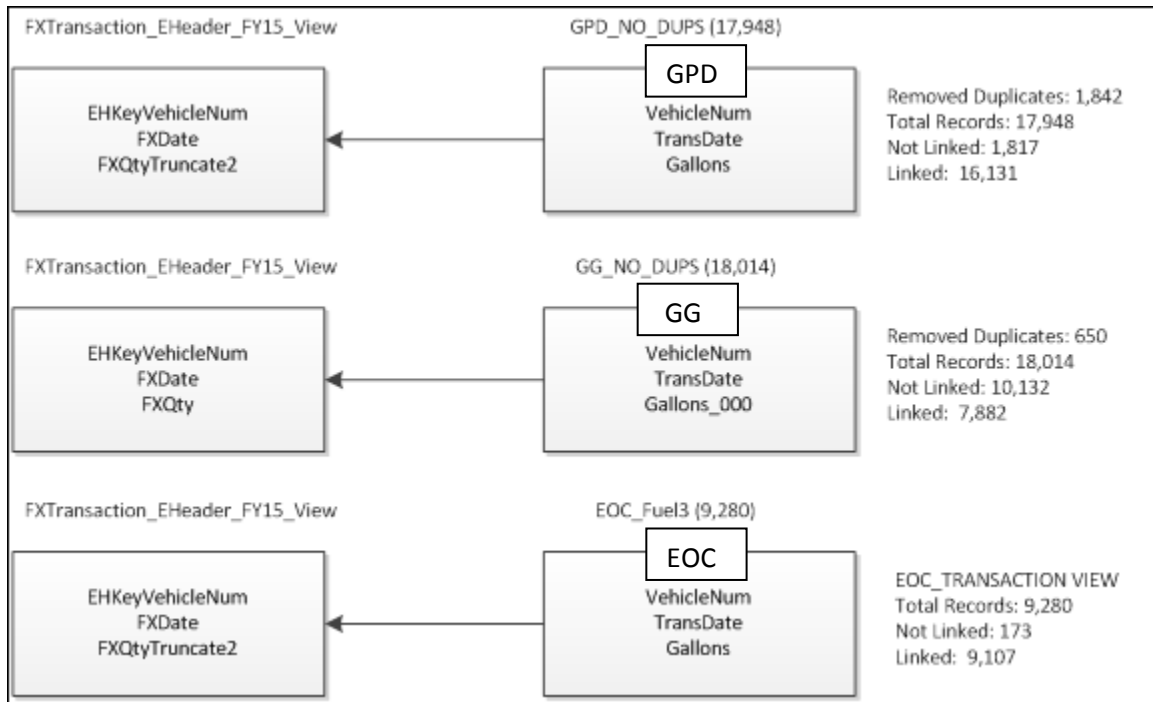 FXTransaction_EHeader_FY15_View
GPD_NO_DUPS (17,948)
GPD
EHKeyVehicleNum
FXDate
FXQtyTruncate2
VehicleNum
TransDate
Gallons
Removed Duplicates: 1,842
Total Records: 17,948
Not Linked: 1,817
Linked: 16,131
FXTransaction_EHeader_FY15_View
GG_NO_DUPS (18,014)
GG
EHKeyVehicleNum
FXDate
FXQty
VehicleNum
TransDate
Gallons_000
Removed Duplicates: 650
Total Records: 18,014
Not Linked: 10,132
Linked: 7,882
FXTransaction_EHeader_FY15_View
EOC_Fuel3 (9,280)
EOC
EHKeyVehicleNum
FXDate
FXQtyTruncate2
VehicleNum
TransDate
Gallons
EOC_TRANSACTION VIEW
Total Records: 9,280
Not Linked: 173
Linked: 9,107